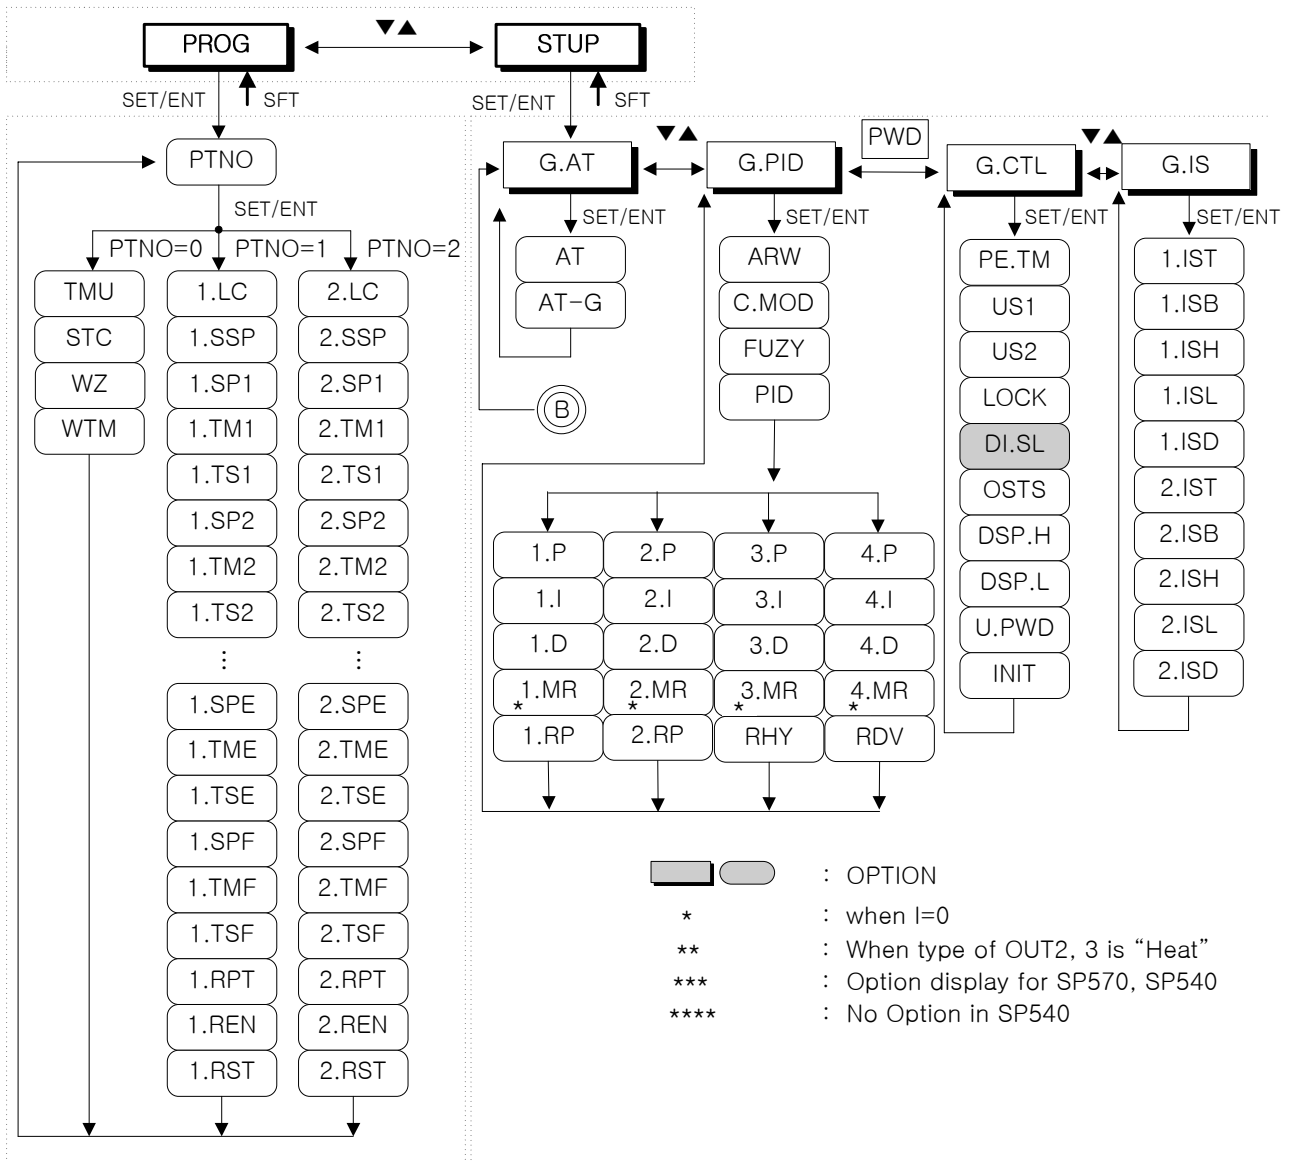 PROG
▼▲
STUP
SET/ENT
SFT
SET/ENT
SFT
PTNO
SET/ENT
PTNO=0
PTNO=1
PTNO=2
TMU
STC
WZ
WTM
1.LC
1.SSP
1.SP1
1.TM1
1.TS1
1.SP2
1.TM2
1.TS2
⋮
1.SPE
1.TME
1.TSE
1.SPF
1.TMF
1.TSF
1.RPT
1.REN
1.RST
2.LC
2.SSP
2.SP1
2.TM1
2.TS1
2.SP2
2.TM2
2.TS2
⋮
2.SPE
2.TME
2.TSE
2.SPF
2.TMF
2.TSF
2.RPT
2.REN
2.RST
G.AT
▼▲
G.PID
PWD
G.CTL
▼▲
G.IS
SET/ENT
AT
AT-G
B
SET/ENT
ARW
C.MOD
FUZY
PID
1.P
1.I
1.D
1.MR
*
1.RP
2.P
2.I
2.D
2.MR
*
2.RP
3.P
3.I
3.D
3.MR
*
RHY
4.P
4.I
4.D
4.MR
*
RDV
SET/ENT
PE.TM
US1
US2
LOCK
DI.SL
OSTS
DSP.H
DSP.L
U.PWD
INIT
SET/ENT
1.IST
1.ISB
1.ISH
1.ISL
1.ISD
2.IST
2.ISB
2.ISH
2.ISL
2.ISD
: OPTION
* : when I=0
** : When type of OUT2, 3 is “Heat”
*** : Option display for SP570, SP540
**** : No Option in SP540